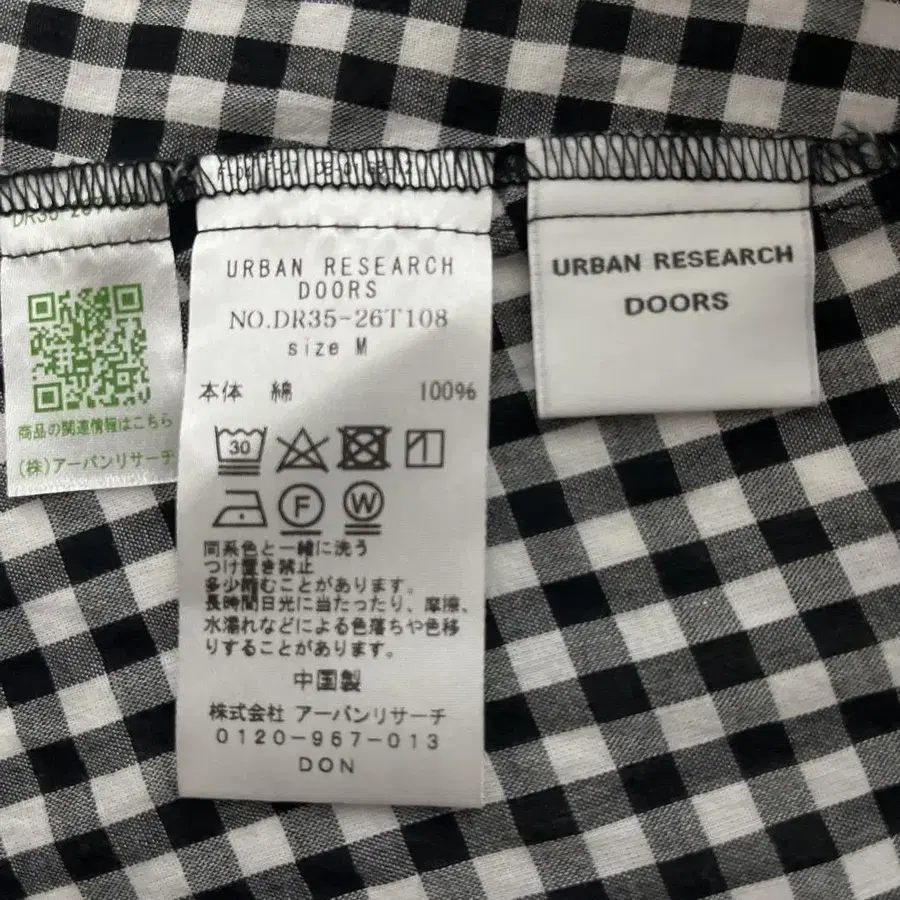 商品の関連情報はこちら
(株)アーバンリサーチ
URBAN RESEARCH
DOORS
NO.DR35-26T108
size M
本体 綿 100%
30
F
W
同系色と一緒に洗う
つけ置き禁止
多少縮むことがあります。
長時間日光に当たったり、摩擦、
水濡れなどによる色落ちや色移
りすることがあります。
中国製
株式会社 アーバンリサーチ
0120-967-013
DON
URBAN RESEARCH
DOORS